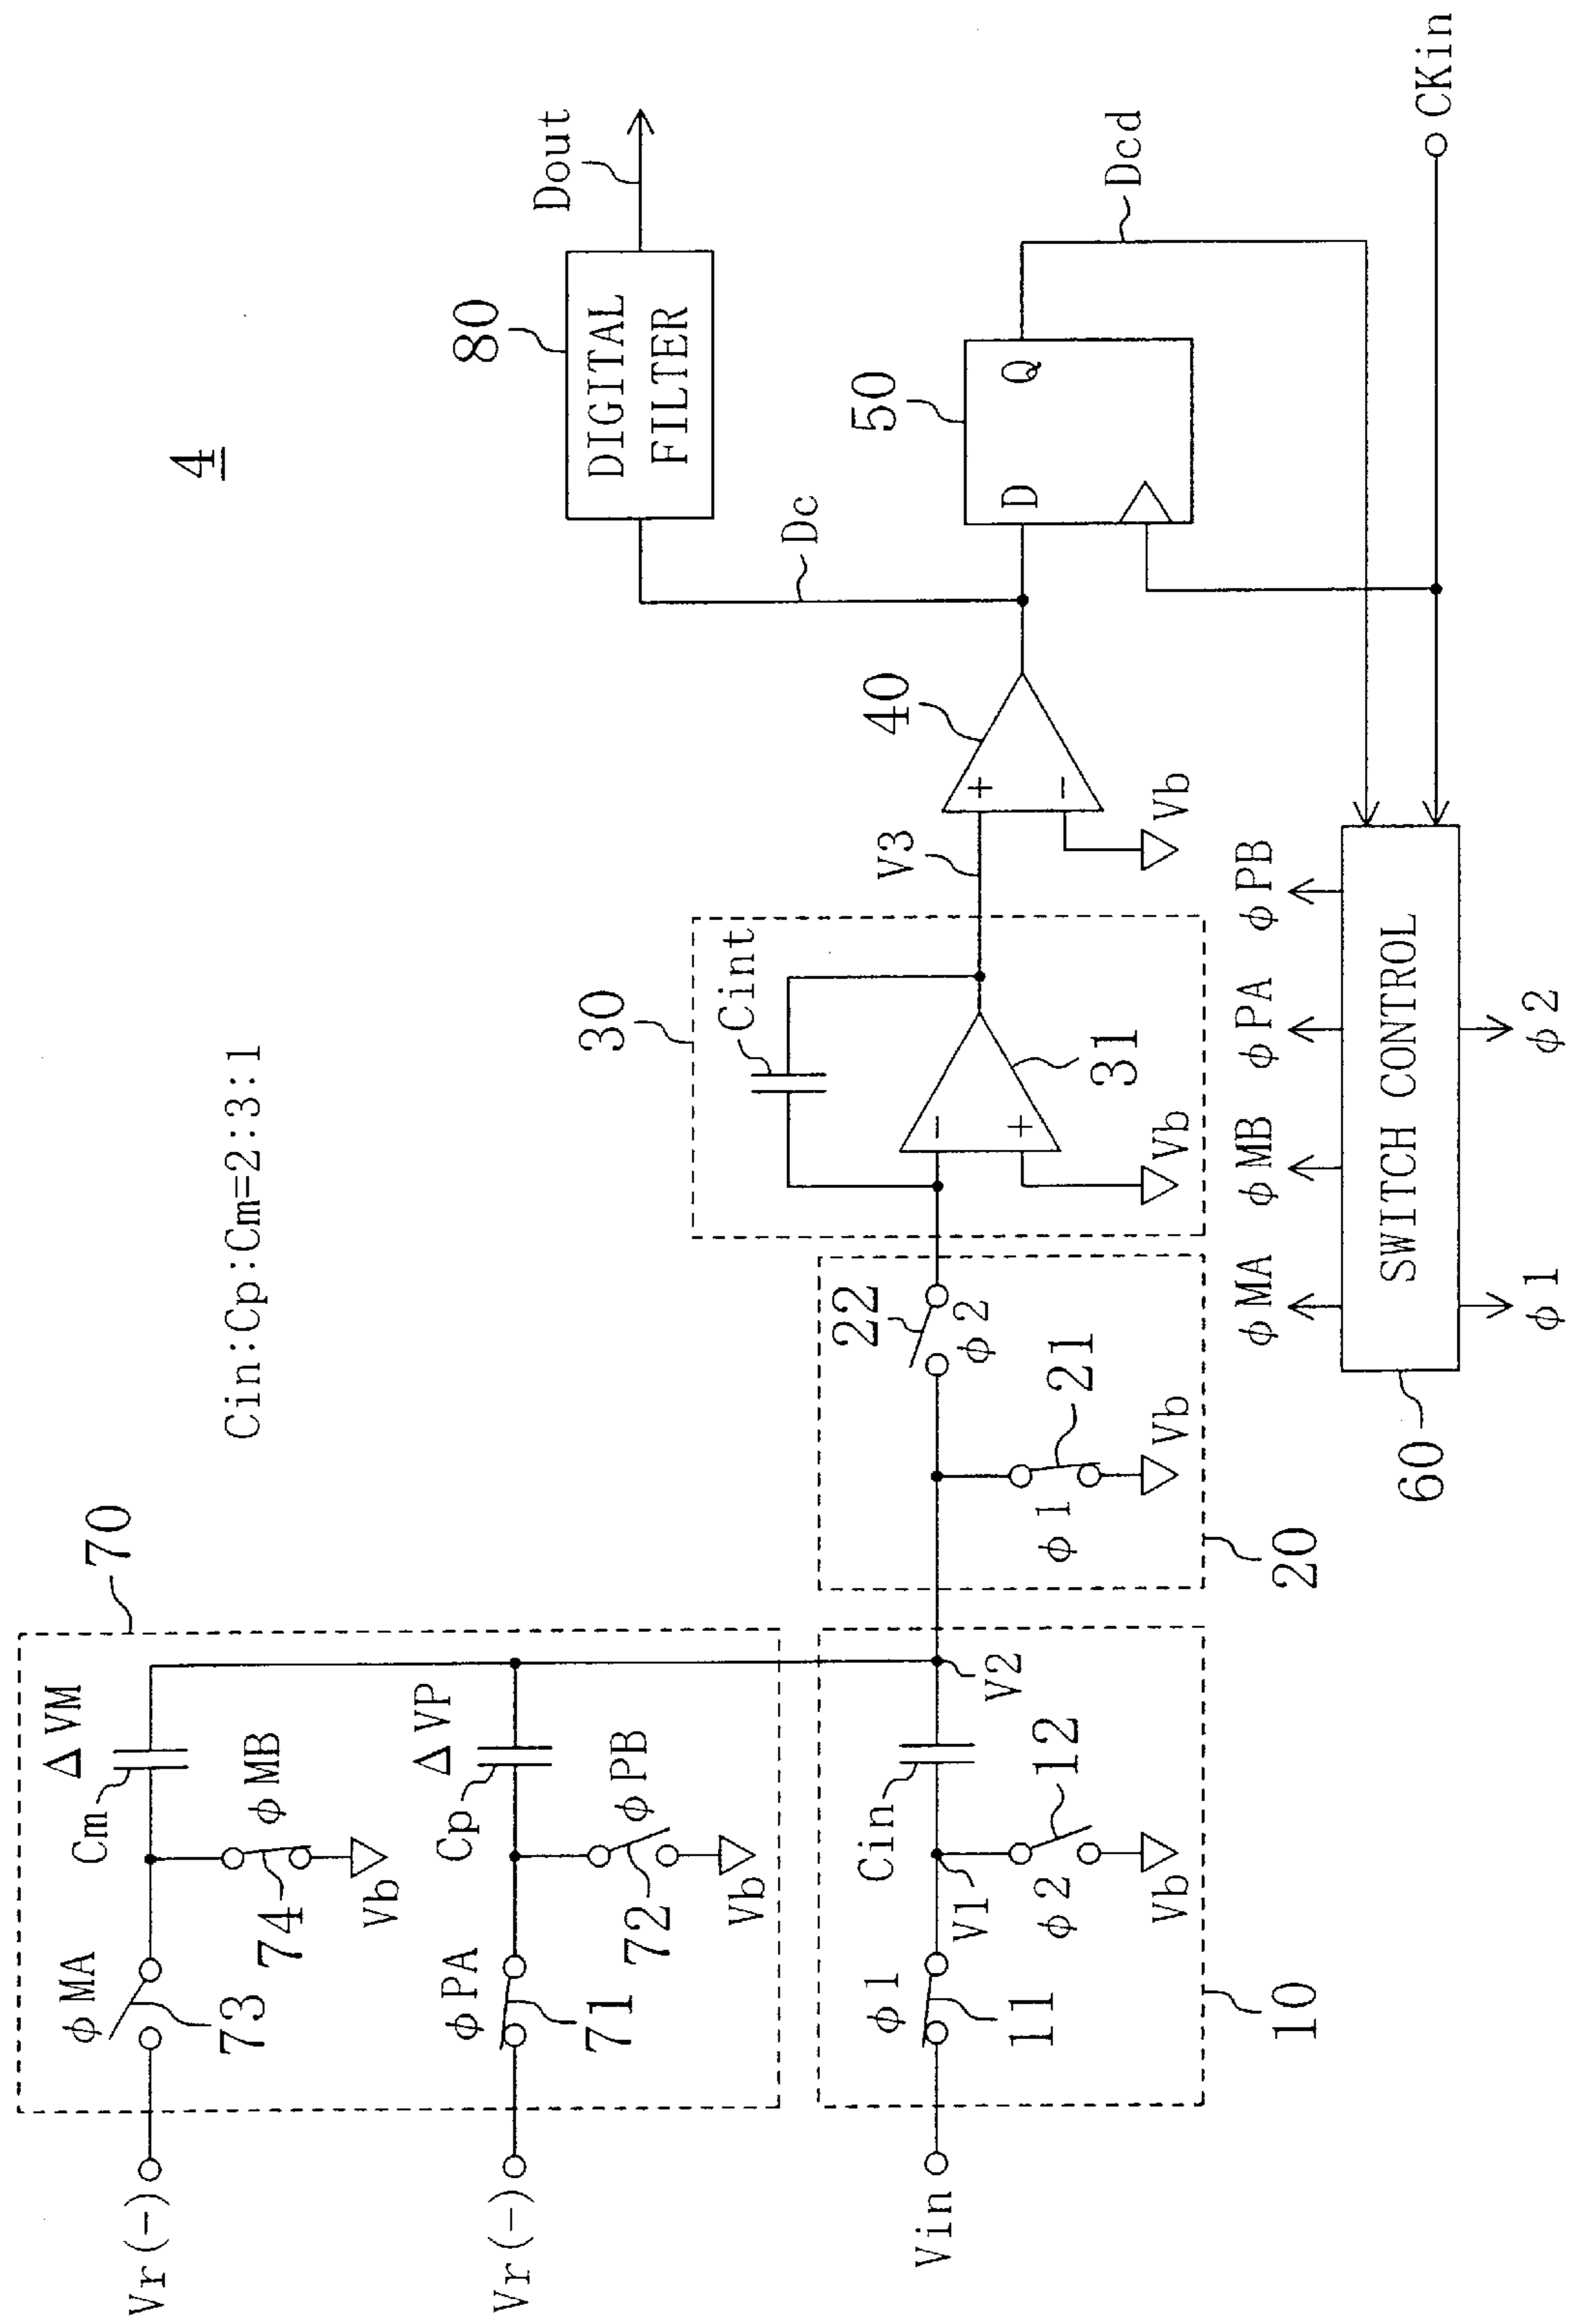 4
Cin:Cp:Cm=2:3:1
70
Vr(-)
φMA
73
74
Vb
Cm
ΔVM
φMB
Vr(-)
φPA
71
72
Vb
Cp
ΔVP
φPB
Vin
φ1
11
V1
Cin
φ2
12
Vb
10
V2
20
φ1
21
Vb
22
φ2
30
Cint
-
+
31
Vb
V3
40
+
-
Vb
Dc
80
DIGITAL
FILTER
Dout
50
D
Q
Dcd
CKin
φMA
φMB
φPA
φPB
SWITCH CONTROL
60
φ1
φ2